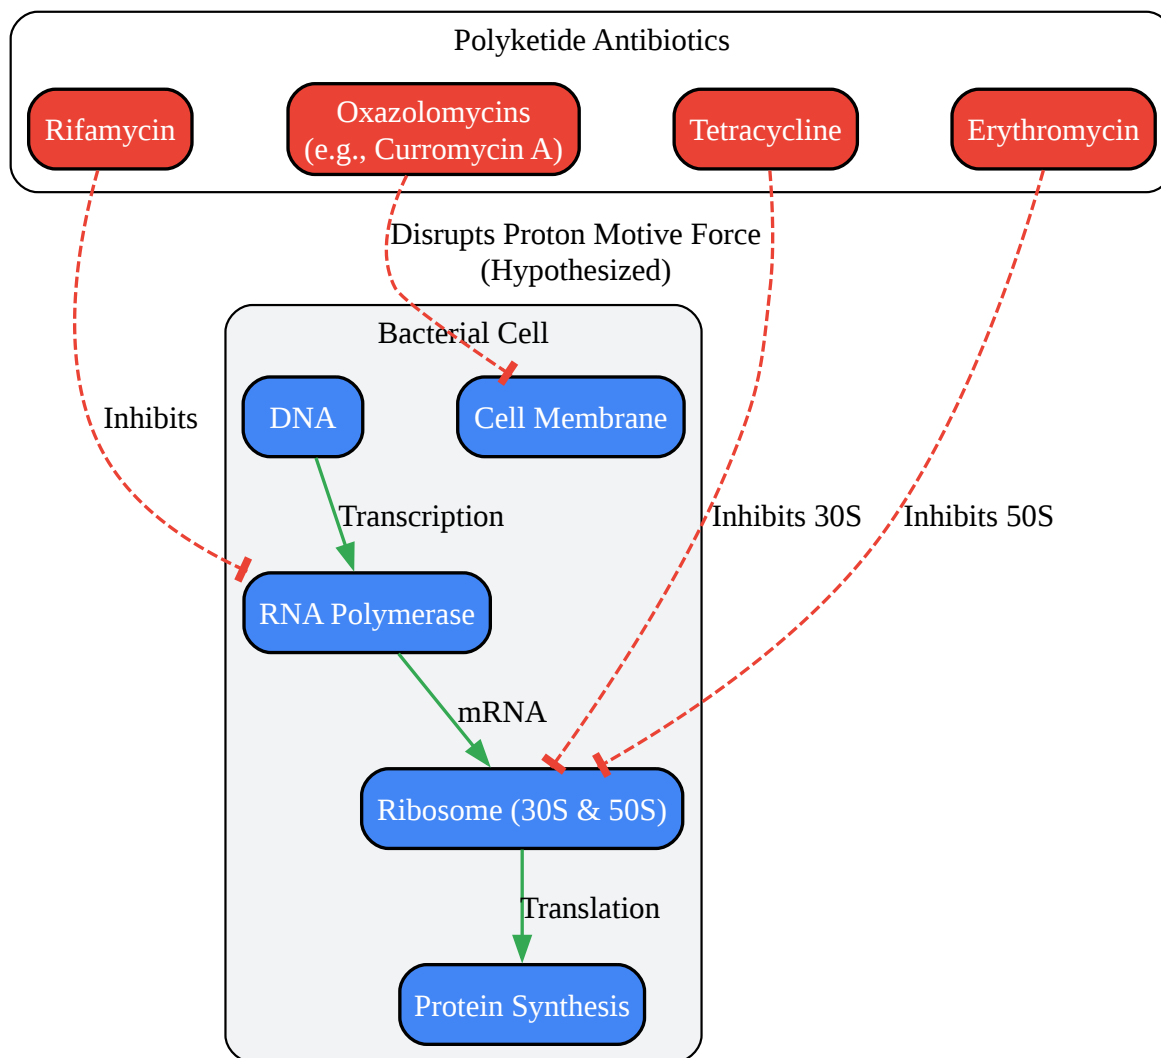 Polyketide Antibiotics
Rifamycin
Oxazolomycins
(e.g., Curromycin A)
Tetracycline
Erythromycin
Disrupts Proton Motive Force
(Hypothesized)
Bacterial Cell
DNA
Cell Membrane
Inhibits
Transcription
Inhibits 30S
Inhibits 50S
RNA Polymerase
mRNA
Ribosome (30S & 50S)
Translation
Protein Synthesis